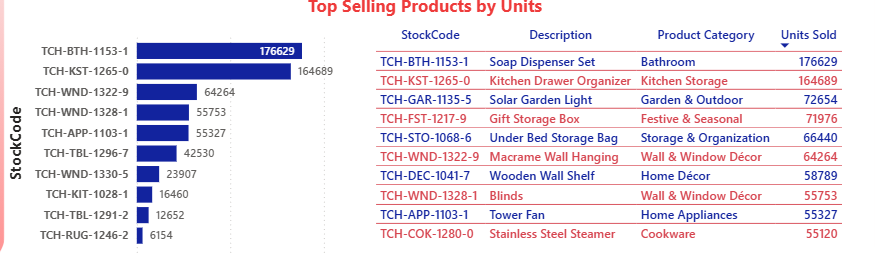 Top Selling Products by Units
StockCode
TCH-BTH-1153-1 176629
TCH-KST-1265-0 164689
TCH-WND-1322-9 64264
TCH-WND-1328-1 55753
TCH-APP-1103-1 55327
TCH-TBL-1296-7 42530
TCH-WND-1330-5 23907
TCH-KIT-1028-1 16460
TCH-TBL-1291-2 12652
TCH-RUG-1246-2 6154
StockCode Description Product Category Units Sold
TCH-BTH-1153-1 Soap Dispenser Set Bathroom 176629
TCH-KST-1265-0 Kitchen Drawer Organizer Kitchen Storage 164689
TCH-GAR-1135-5 Solar Garden Light Garden & Outdoor 72654
TCH-FST-1217-9 Gift Storage Box Festive & Seasonal 71976
TCH-STO-1068-6 Under Bed Storage Bag Storage & Organization 66440
TCH-WND-1322-9 Macrame Wall Hanging Wall & Window Décor 64264
TCH-DEC-1041-7 Wooden Wall Shelf Home Décor 58789
TCH-WND-1328-1 Blinds Wall & Window Décor 55753
TCH-APP-1103-1 Tower Fan Home Appliances 55327
TCH-COK-1280-0 Stainless Steel Steamer Cookware 55120